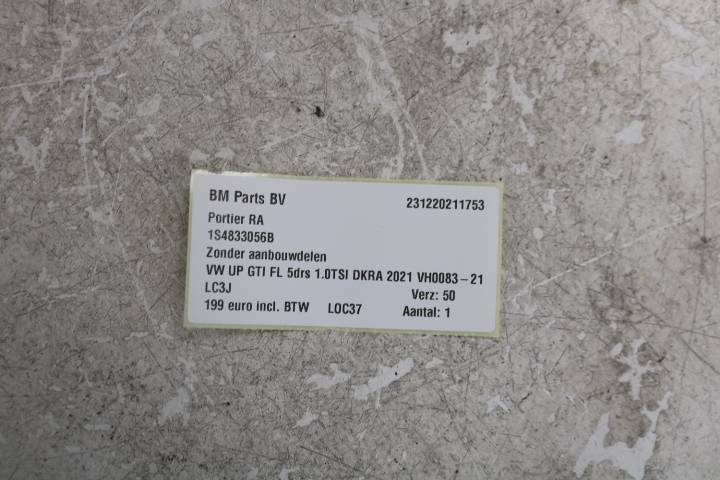 BM Parts BV 231220211753
Portier RA
1S4833056B
Zonder aanbouwdelen
VW UP GTI FL 5drs 1.0TSI DKRA 2021 VH0083-21
LC3J Verz: 50
199 euro incl. BTW LOC37 Aantal: 1